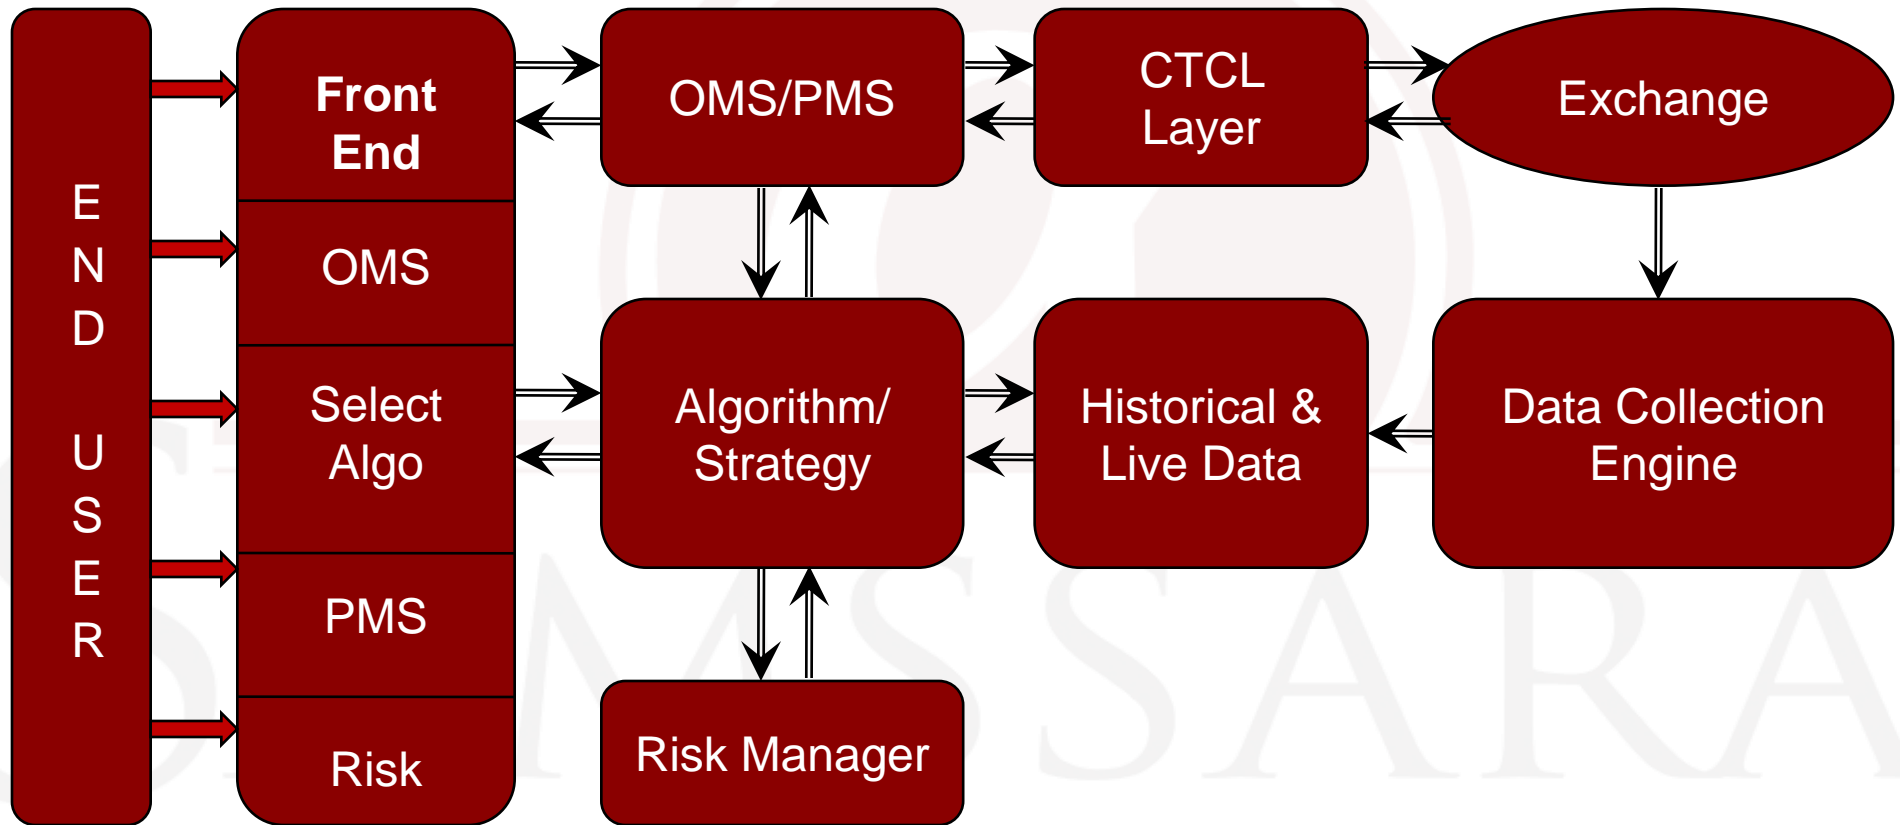 E
N
D
U
S
E
R
Front
End
OMS
Select
Algo
PMS
Risk
OMS/PMS
CTCL
Layer
Exchange
Algorithm/
Strategy
Historical &
Live Data
Data Collection
Engine
Risk Manager
SAMSSARA